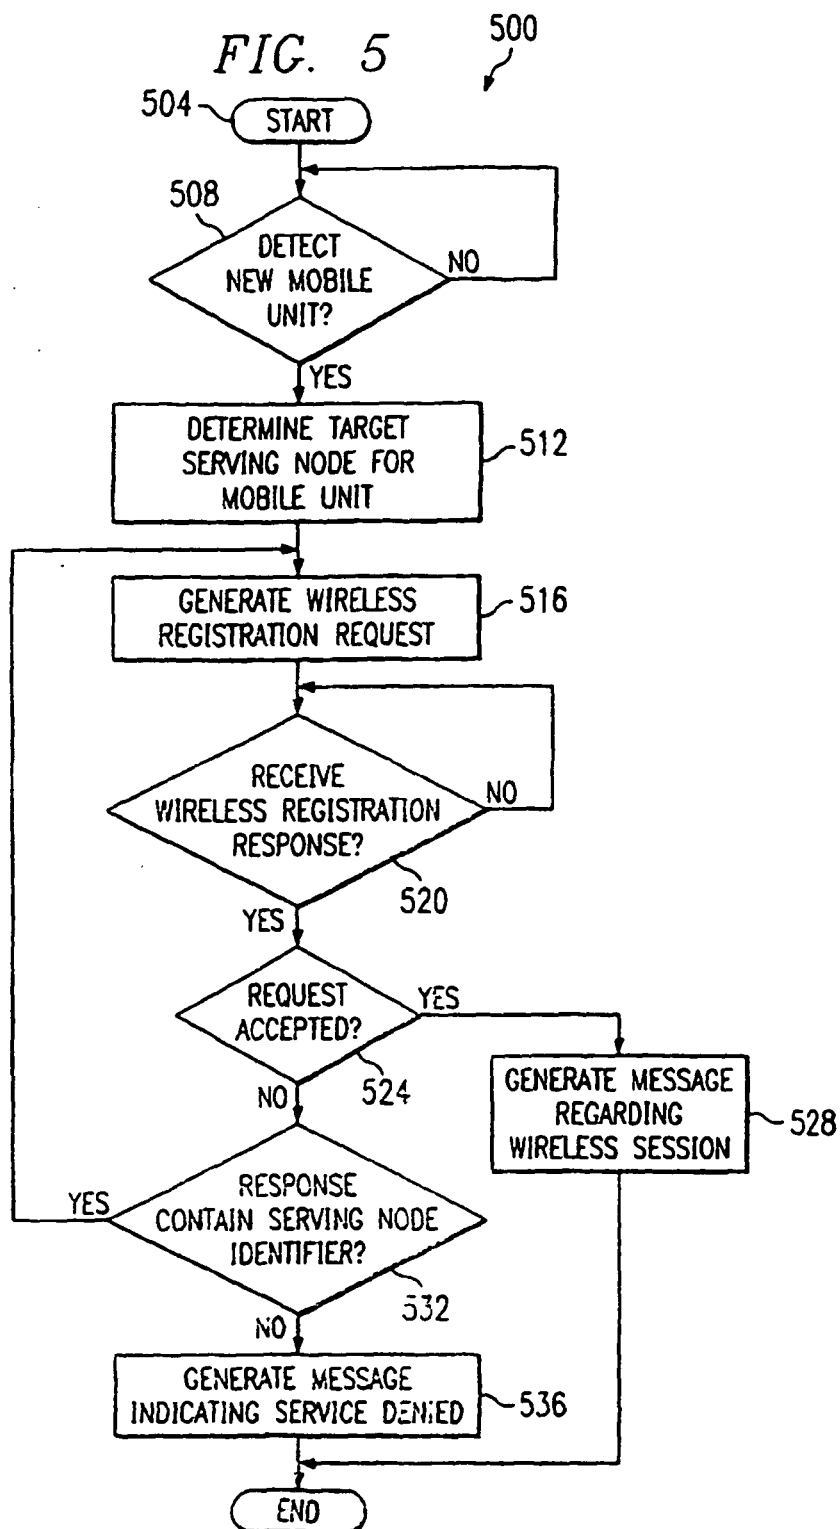 FIG. 5
500
504
START
508
DETECT
NEW MOBILE
UNIT?
NO
YES
DETERMINE TARGET
SERVING NODE FOR
MOBILE UNIT
512
GENERATE WIRELESS
REGISTRATION REQUEST
516
RECEIVE
WIRELESS REGISTRATION
RESPONSE?
NO
520
YES
REQUEST
ACCEPTED?
YES
524
NO
GENERATE MESSAGE
REGARDING
WIRELESS SESSION
528
YES
RESPONSE
CONTAIN SERVING NODE
IDENTIFIER?
532
NO
GENERATE MESSAGE
INDICATING SERVICE DENIED
536
END